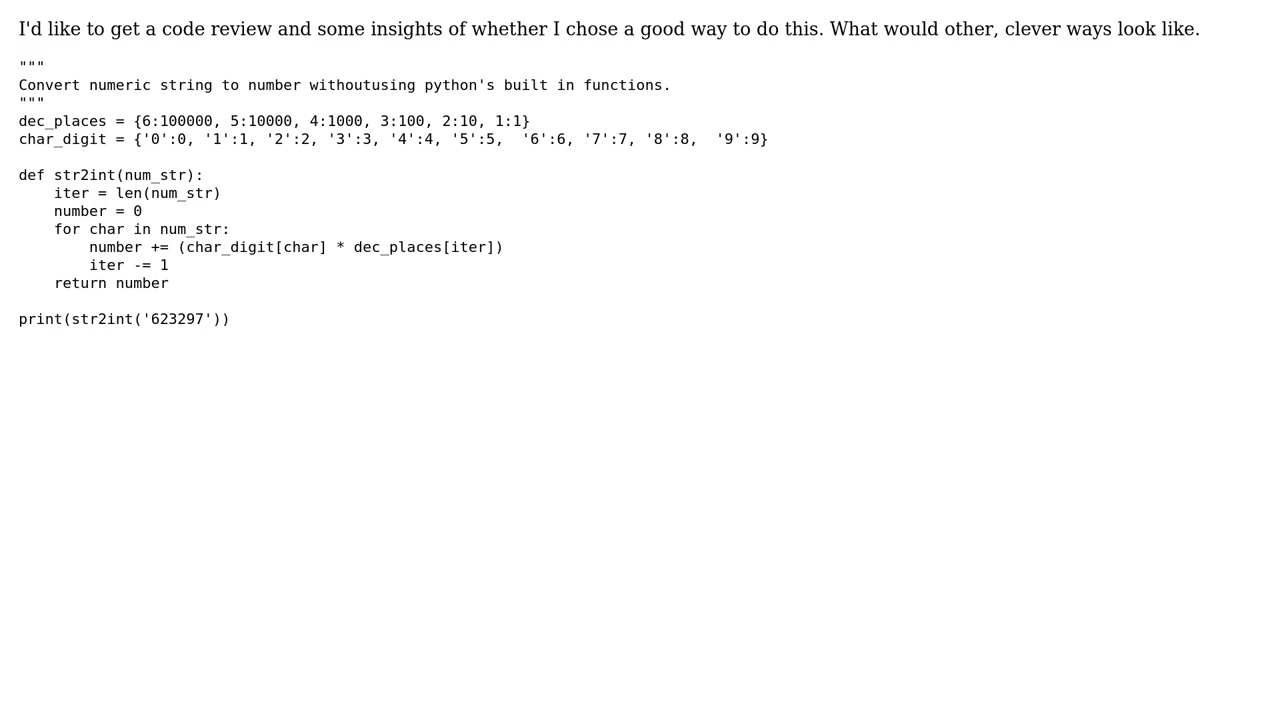 I'd like to get a code review and some insights of whether I chose a good way to do this. What would other, clever ways look like.
"""
Convert numeric string to number withoutusing python's built in functions.
"""
dec_places = {6:100000, 5:10000, 4:1000, 3:100, 2:10, 1:1}
char_digit = {'0':0, '1':1, '2':2, '3':3, '4':4, '5':5,  '6':6, '7':7, '8':8,  '9':9}

def str2int(num_str):
    iter = len(num_str)
    number = 0
    for char in num_str:
        number += (char_digit[char] * dec_places[iter])
        iter -= 1
    return number

print(str2int('623297'))